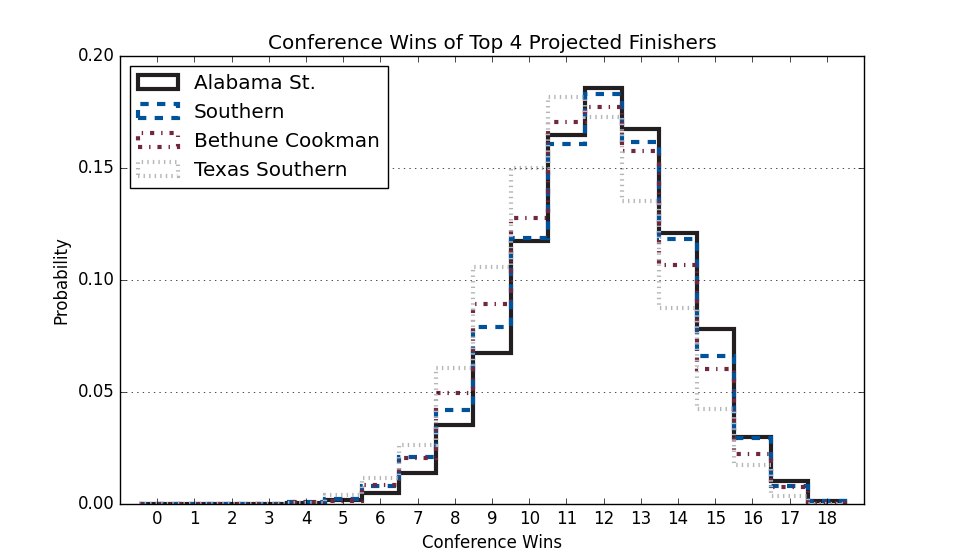 Conference Wins of Top 4 Projected Finishers
0.20
0.15
0.10
0.05
0.00
Probability
Alabama St.
Southern
Bethune Cookman
Texas Southern
0 1 2 3 4 5 6 7 8 9 10 11 12 13 14 15 16 17 18
Conference Wins